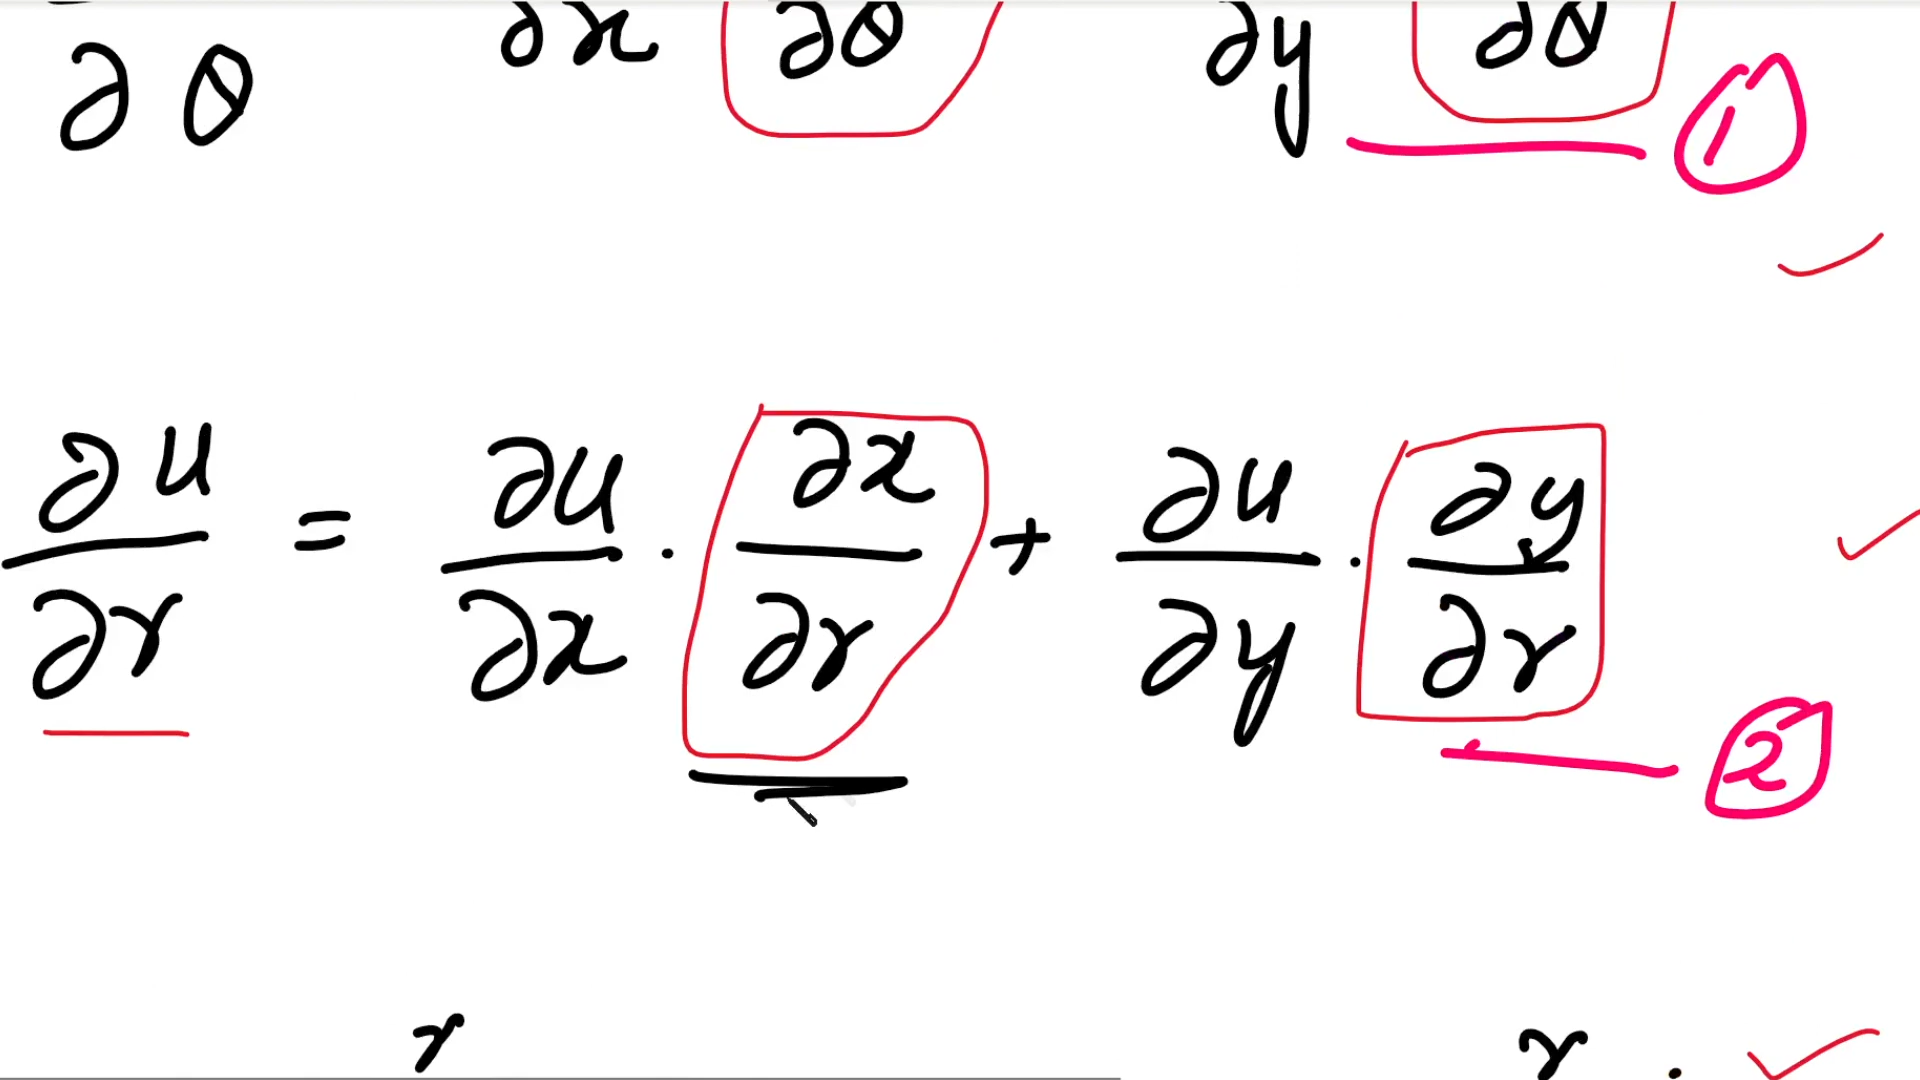 ∂θ ∂x ∂θ ∂y ∂θ ①
∂u/∂r = ∂u/∂x · ∂x/∂r + ∂u/∂y · ∂y/∂r ②
r r .